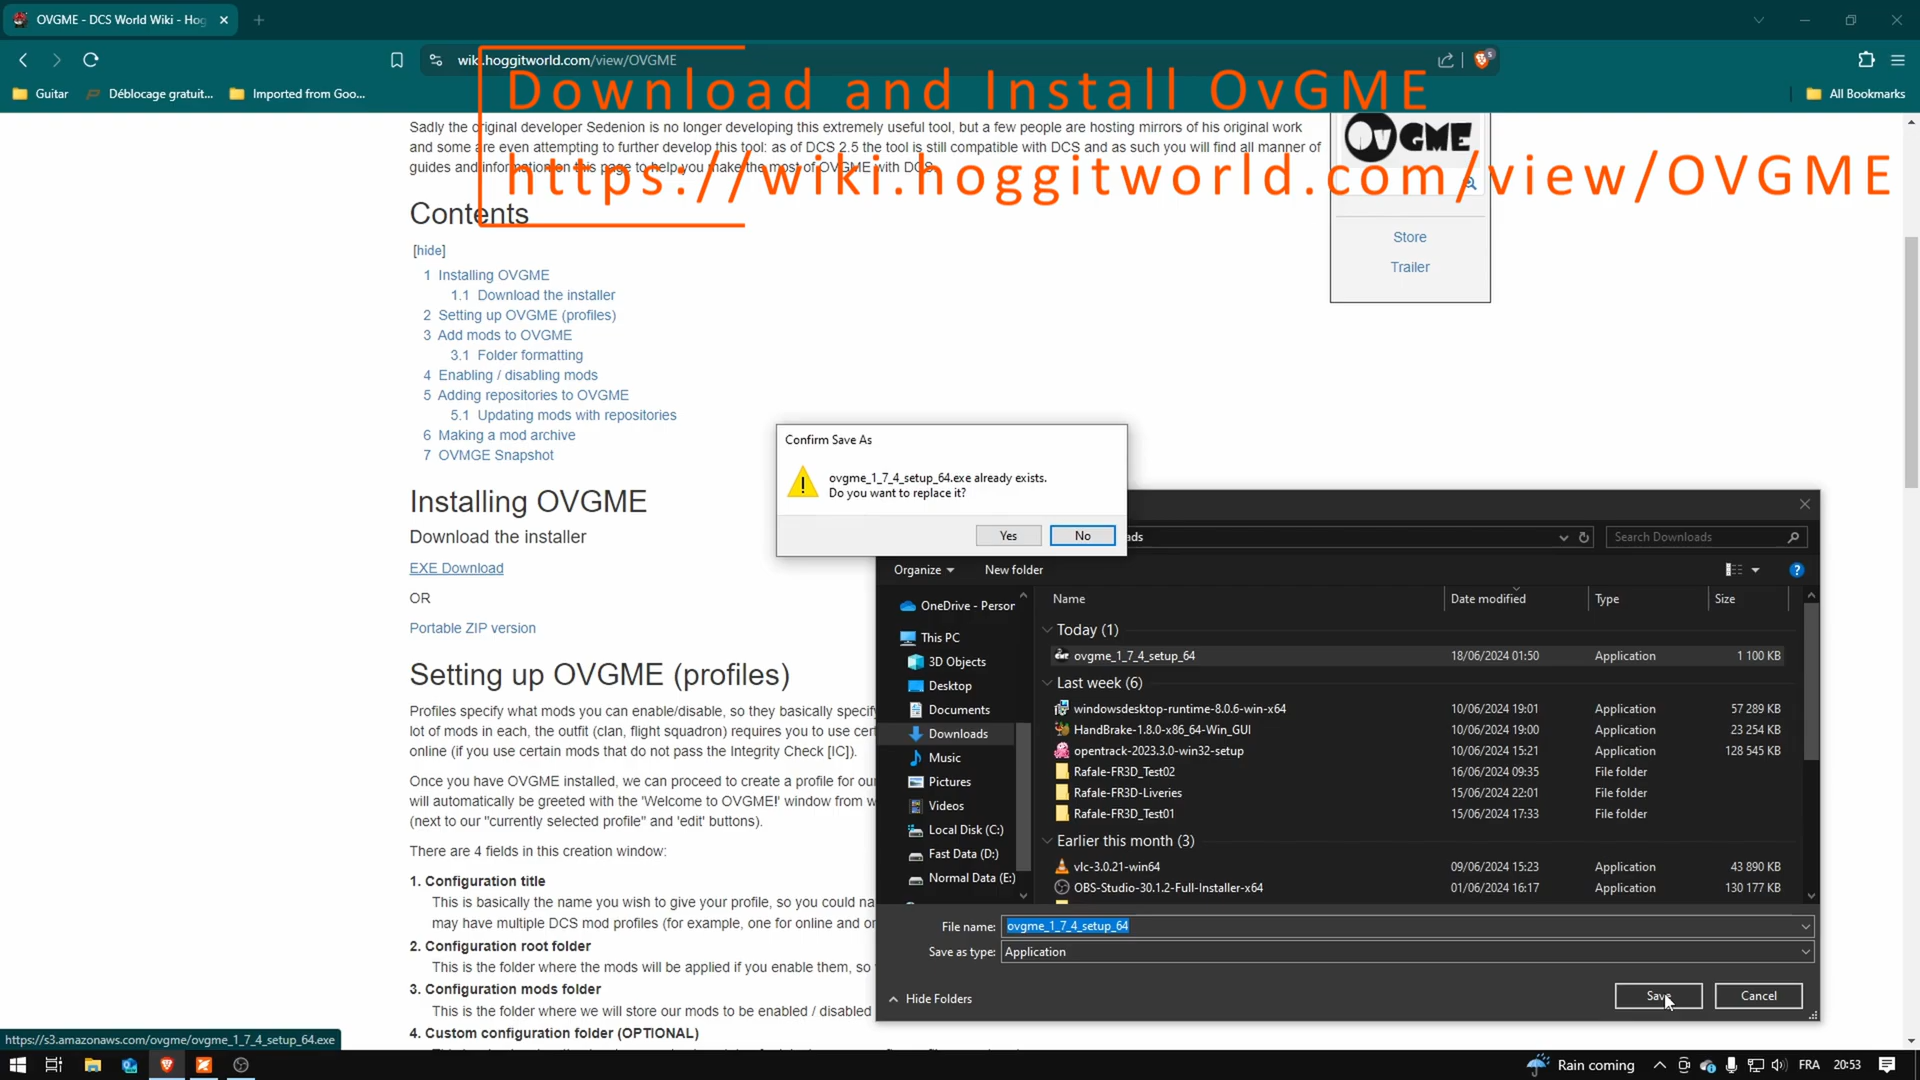 OVGME - DCS World Wiki - Hog
wiki.hoggitworld.com/view/OVGME
5
Download and Install OvGME
Guitar
Déblocage gratuit...
Imported from Goo...
All Bookmarks
Sadly the original developer Sedenion is no longer developing this extremely useful tool, but a few people are hosting mirrors of his original work
and some are even attempting to further develop this tool: as of DCS 2.5 the tool is still compatible with DCS and as such you will find all manner of
guides and information on this page to help you make the most of OVGME with DCS.
OvGME
https://wiki.hoggitworld.com/view/OVGME
Contents
[hide]
Store
Trailer
1 Installing OVGME
1.1 Download the installer
2 Setting up OVGME (profiles)
3 Add mods to OVGME
3.1 Folder formatting
4 Enabling / disabling mods
5 Adding repositories to OVGME
5.1 Updating mods with repositories
6 Making a mod archive
7 OVMGE Snapshot
Confirm Save As
ovgme_1_7_4_setup_64.exe already exists.
Do you want to replace it?
Yes
No
Installing OVGME
Download the installer
EXE Download
OR
Portable ZIP version
Setting up OVGME (profiles)
Profiles specify what mods you can enable/disable, so they basically specify
lot of mods in each, the outfit (clan, flight squadron) requires you to use cer
online (if you use certain mods that do not pass the Integrity Check [IC]).
Once you have OVGME installed, we can proceed to create a profile for our
will automatically be greeted with the 'Welcome to OVGME!' window from w
(next to our "currently selected profile" and 'edit' buttons).
There are 4 fields in this creation window:
1. Configuration title
This is basically the name you wish to give your profile, so you could na
may have multiple DCS mod profiles (for example, one for online and or
2. Configuration root folder
This is the folder where the mods will be applied if you enable them, so
3. Configuration mods folder
This is the folder where we will store our mods to be enabled / disabled
4. Custom configuration folder (OPTIONAL)
ads
Search Downloads
Organize
New folder
OneDrive - Person
This PC
3D Objects
Desktop
Documents
Downloads
Music
Pictures
Videos
Local Disk (C:)
Fast Data (D:)
Normal Data (E:)
Name Date modified Type Size
Today (1)
ovgme_1_7_4_setup_64 18/06/2024 01:50 Application 1 100 KB
Last week (6)
windowsdesktop-runtime-8.0.6-win-x64 10/06/2024 19:01 Application 57 289 KB
HandBrake-1.8.0-x86_64-Win_GUI 10/06/2024 19:00 Application 23 254 KB
opentrack-2023.3.0-win32-setup 10/06/2024 15:21 Application 128 545 KB
Rafale-FR3D_Test02 16/06/2024 09:35 File folder
Rafale-FR3D-Liveries 15/06/2024 22:01 File folder
Rafale-FR3D_Test01 15/06/2024 17:33 File folder
Earlier this month (3)
vlc-3.0.21-win64 09/06/2024 15:23 Application 43 890 KB
OBS-Studio-30.1.2-Full-Installer-x64 01/06/2024 16:17 Application 130 177 KB
File name: ovgme_1_7_4_setup_64
Save as type: Application
Hide Folders
Save
Cancel
https://s3.amazonaws.com/ovgme/ovgme_1_7_4_setup_64.exe
Rain coming
FRA
20:53